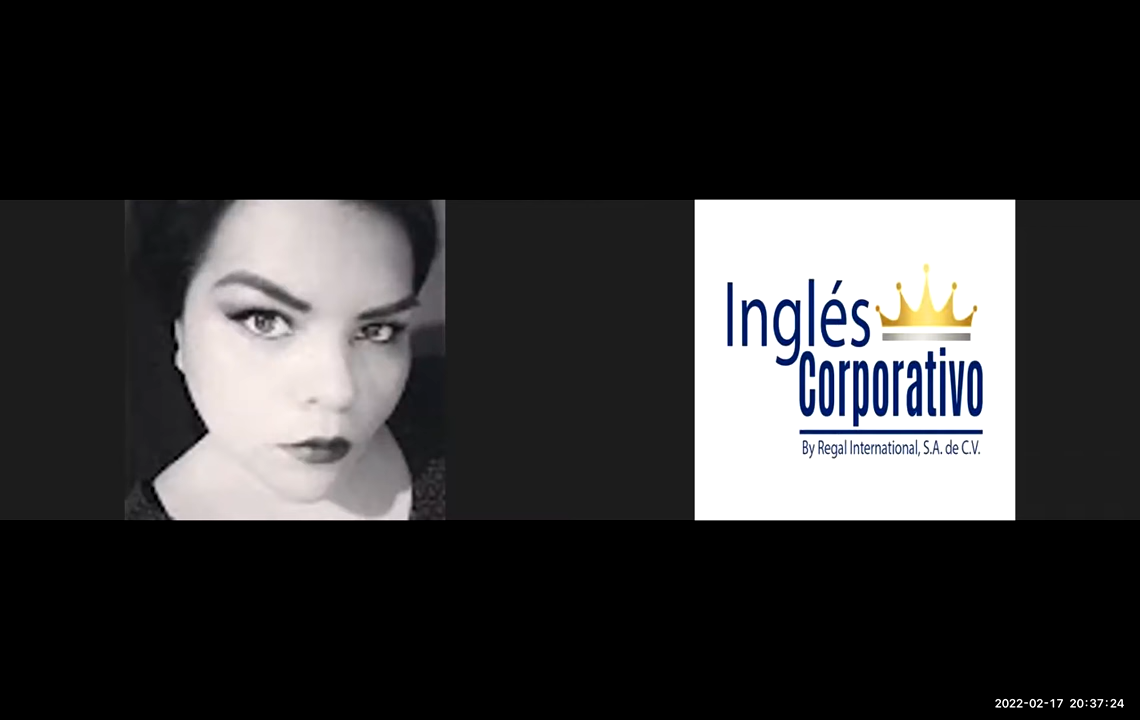 Inglés
Corporativo
By Regal International, S.A. de C.V.
2022-02-17 20:37:24